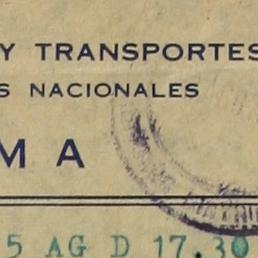 Y TRANSPORTES
S NACIONALES
M A
5 AG D 17.30